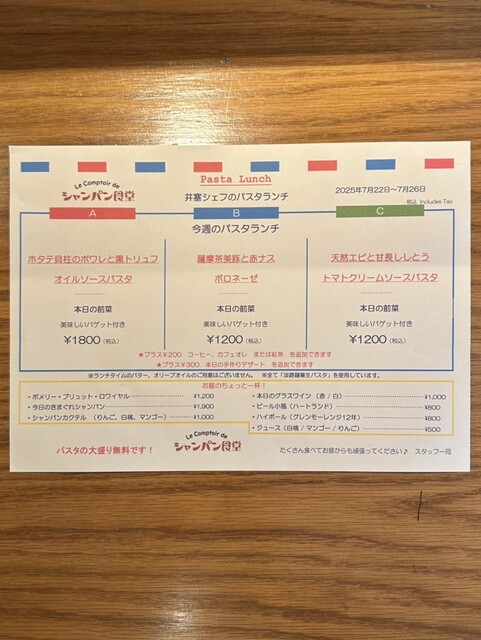 Le Comptoir de
シャンパン食堂
Pasta Lunch
井塞シェフのパスタランチ
2025年7月22日～7月26日
税込 Includes Tax
A
B
C
今週のパスタランチ
ホタテ貝柱のポワレと黒トリュフ
オイルソースパスタ
本日の前菜
美味しいバゲット付き
¥1800(税込)
薩摩茶美豚と赤ナス
ボロネーゼ
本日の前菜
美味しいバゲット付き
¥1200(税込)
天然エビと甘長ししとう
トマトクリームソースパスタ
本日の前菜
美味しいバゲット付き
¥1200(税込)
★プラス¥200 コーヒー、カフェオレ または紅茶 を追加できます
★プラス¥300 本日の手作りデザート を追加できます
※ランチタイムのバター、オリーブオイルのご用意はございません。 ※全て「淡路麺業生パスタ」を使用しています。
お昼のちょっと一杯!
・ポメリー・ブリュット・ロワイヤル ¥1,200
・今日のきまぐれシャンパン ¥1,900
・シャンパンカクテル (りんご、白桃、マンゴー) ¥1,000
・本日のグラスワイン (赤 / 白) ¥1,000
・ビール小瓶 (ハートランド) ¥800
・ハイボール (グレンモーレンジ12年) ¥800
・ジュース (白桃 / マンゴー / りんご) ¥500
パスタの大盛り無料です!
Le Comptoir de
シャンパン食堂
たくさん食べてお昼からも頑張ってください♪ スタッフ一同